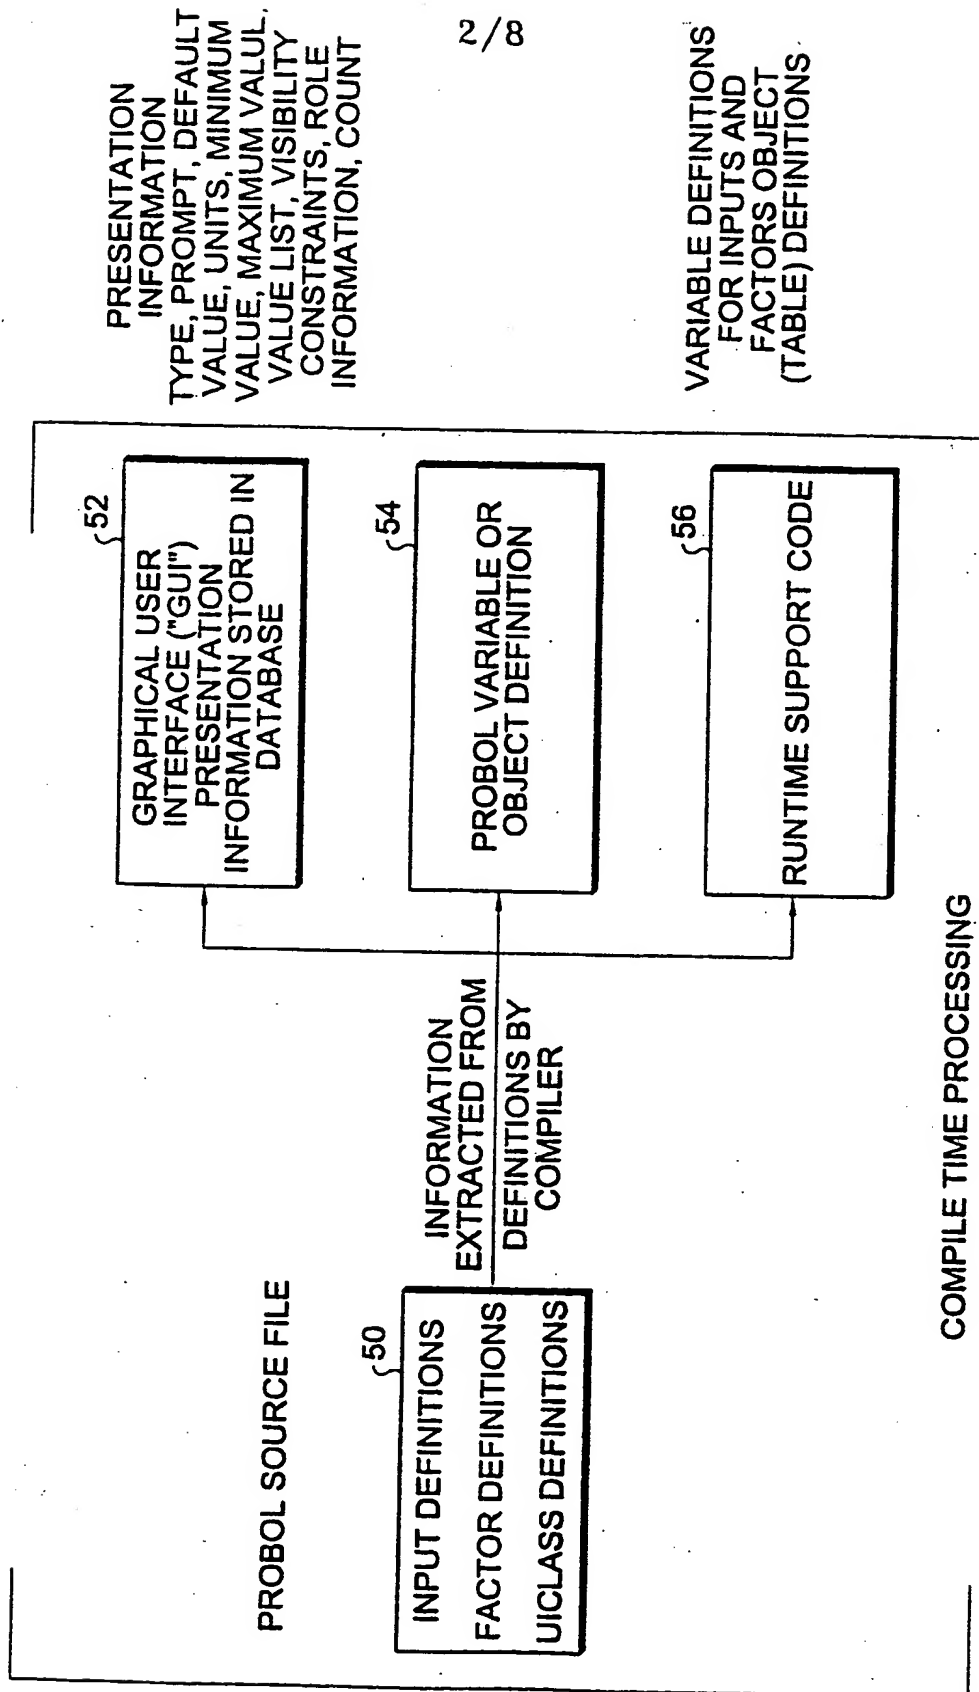 2/8
PROBOL SOURCE FILE
50
INPUT DEFINITIONS
FACTOR DEFINITIONS
UICLASS DEFINITIONS
INFORMATION
EXTRACTED FROM
DEFINITIONS BY
COMPILER
52
GRAPHICAL USER
INTERFACE ("GUI")
PRESENTATION
INFORMATION STORED IN
DATABASE
54
PROBOL VARIABLE OR
OBJECT DEFINITION
56
RUNTIME SUPPORT CODE
PRESENTATION
INFORMATION
TYPE, PROMPT, DEFAULT
VALUE, UNITS, MINIMUM
VALUE, MAXIMUM VALUE,
VALUE LIST, VISIBILITY
CONSTRAINTS, ROLE
INFORMATION, COUNT
VARIABLE DEFINITIONS
FOR INPUTS AND
FACTORS OBJECT
(TABLE) DEFINITIONS
COMPILE TIME PROCESSING